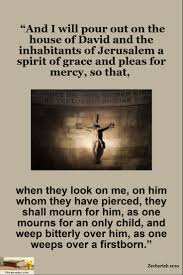 “And I will pour out on the
house of David and the
inhabitants of Jerusalem a
spirit of grace and pleas for
mercy, so that,
when they look on me, on him
whom they have pierced, they
shall mourn for him, as one
mourns for an only child, and
weep bitterly over him, as one
weeps over a firstborn.”
Zechariah 12:10